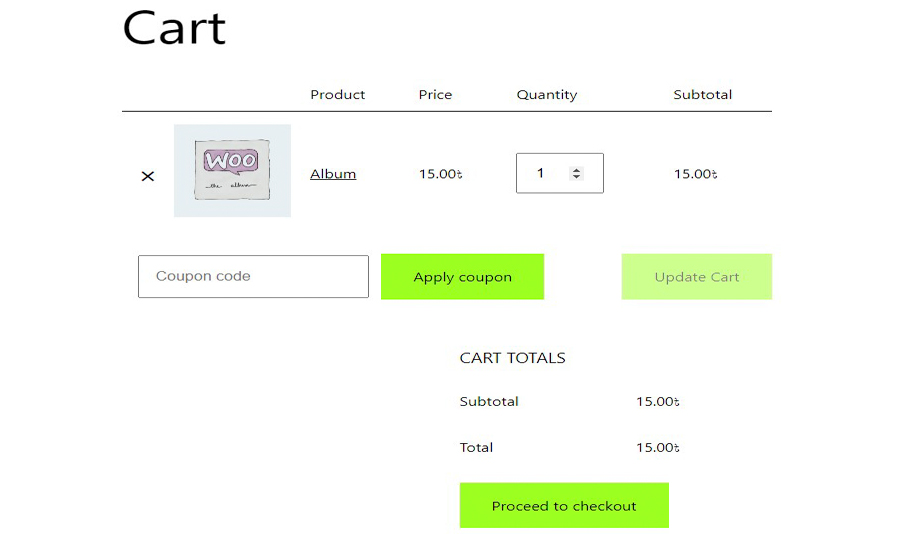 Cart
Product Price Quantity Subtotal
WOO
the album
Album 15.00৳ 1 15.00৳
Coupon code Apply coupon Update Cart
CART TOTALS
Subtotal 15.00৳
Total 15.00৳
Proceed to checkout